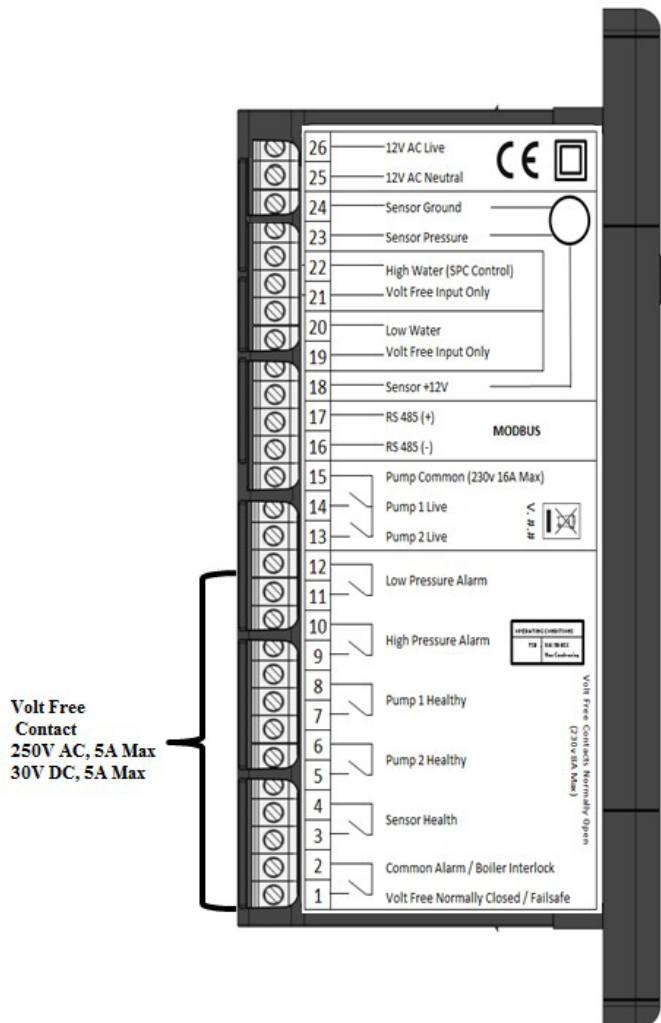 26 12V AC Live
25 12V AC Neutral
24 Sensor Ground
23 Sensor Pressure
22 High Water (SPC Control)
21 Volt Free Input Only
20 Low Water
19 Volt Free Input Only
18 Sensor +12V
17 RS 485 (+)
MODBUS
16 RS 485 (-)
15 Pump Common (230v 16A Max)
14 Pump 1 Live
13 Pump 2 Live
V. #.#
12
Low Pressure Alarm
11
10
High Pressure Alarm
9
OPERATING CONDITIONS
8
Pump 1 Healthy
7
6
Pump 2 Healthy
5
4
Sensor Health
3
2 Common Alarm / Boiler Interlock
1 Volt Free Normally Closed / Failsafe
Volt Free Contacts Normally Open
(230v 8A Max)
Volt Free
Contact
250V AC, 5A Max
30V DC, 5A Max
CE